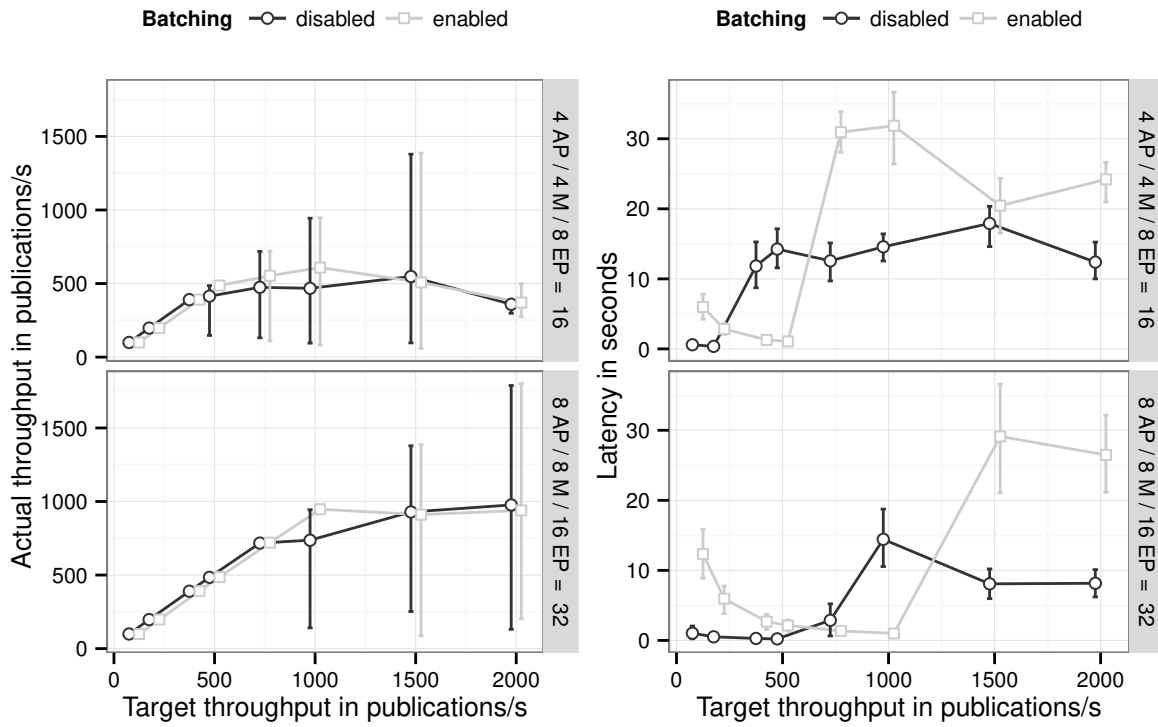 Batching disabled enabled
Batching disabled enabled
Actual throughput in publications/s
1500
1000
500
0
4 AP / 4 M / 8 EP = 16
1500
1000
500
0
8 AP / 8 M / 16 EP = 32
0 500 1000 1500 2000
Target throughput in publications/s
Latency in seconds
30
20
10
0
4 AP / 4 M / 8 EP = 16
30
20
10
0
8 AP / 8 M / 16 EP = 32
0 500 1000 1500 2000
Target throughput in publications/s